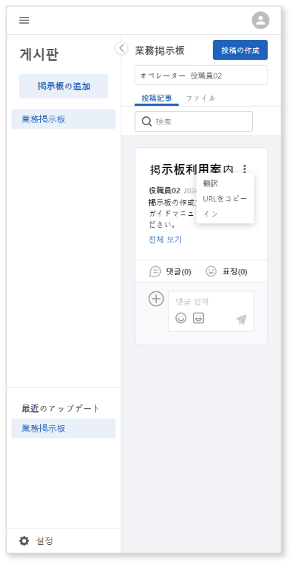 게시판
掲示板の追加
業務掲示板
最近のアップデート
業務掲示板
설정
業務掲示板
投稿の作成
オペレーター 役職員02
投稿記事
ファイル
検索
掲示板利用案内
役職員02 202
掲示板の作成
ガイドマニュ
ださい。
전체 보기
翻訳
URLをコピー
イン
댓글(0)
표정(0)
댓글 입력